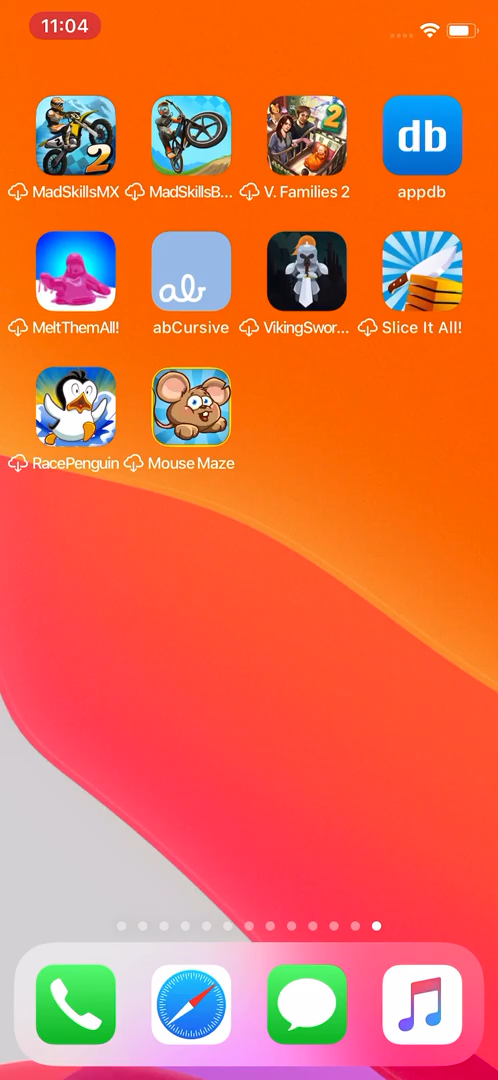 11:04
2
2
db
MadSkillsMX MadSkillsB... V. Families 2 appdb
ab
MeltThemAll! abCursive VikingSwor... Slice It All!
RacePenguin Mouse Maze